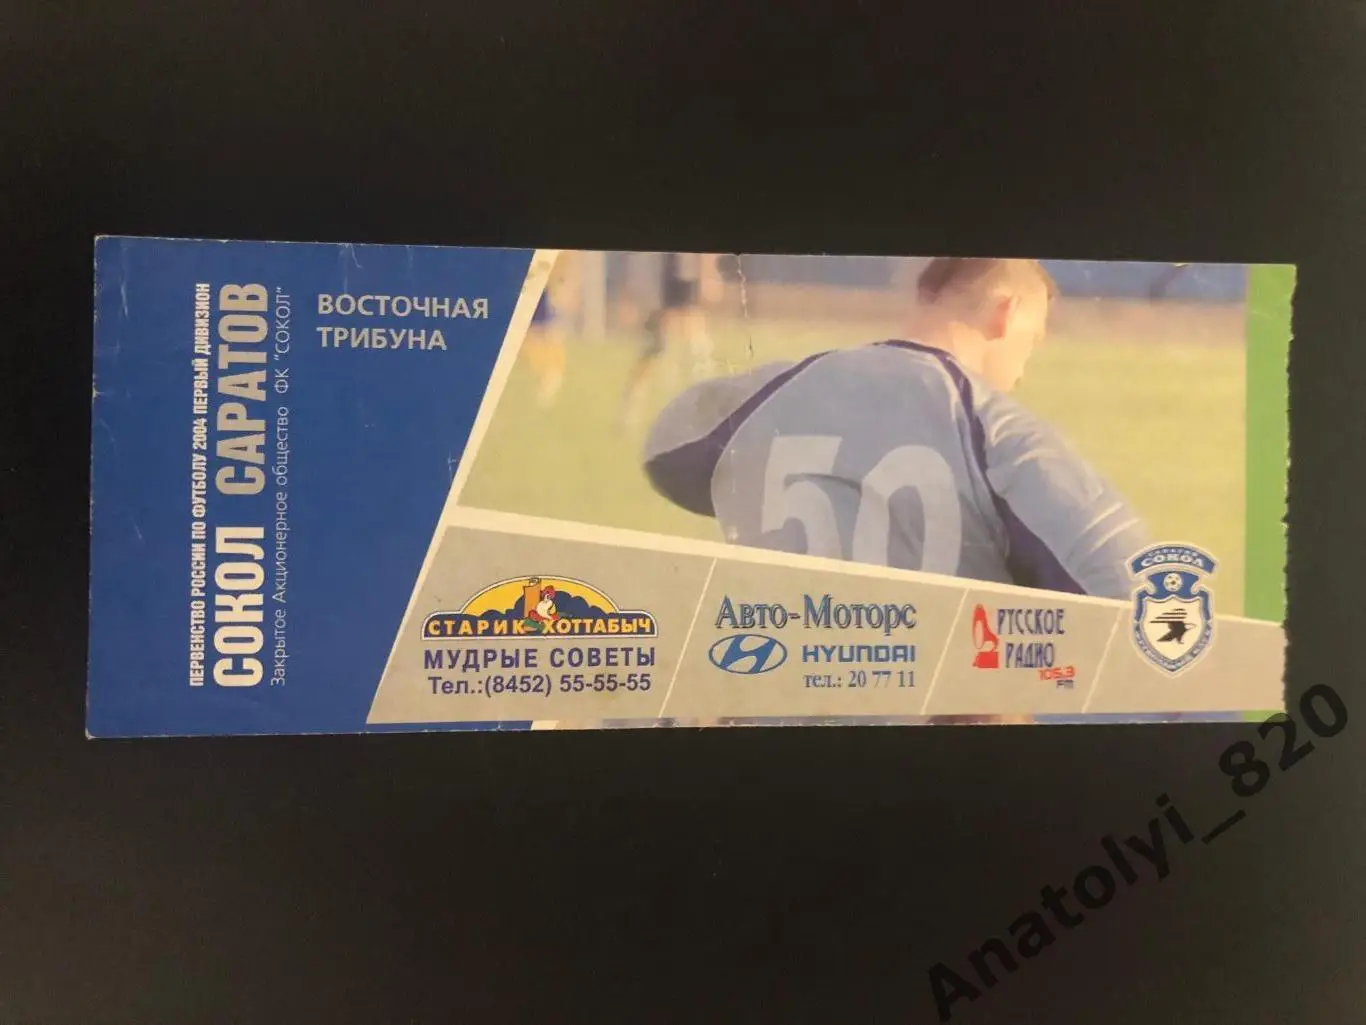 ПЕРВЕНСТВО РОССИИ ПО ФУТБОЛУ 2004 ПЕРВЫЙ ДИВИЗИОН
СОКОЛ САРАТОВ
Закрытое Акционерное общество ФК "СОКОЛ"
ВОСТОЧНАЯ
ТРИБУНА
50
СТАРИК ХОТТАБЫЧ
МУДРЫЕ СОВЕТЫ
Тел.:(8452) 55-55-55
Авто-Моторс
HYUNDAI
тел.: 20 77 11
РУССКОЕ
РАДИО
105.3
FM
САРАТОВ
СОКОЛ
ФУТБОЛЬНЫЙ КЛУБ
Anatolyi_820